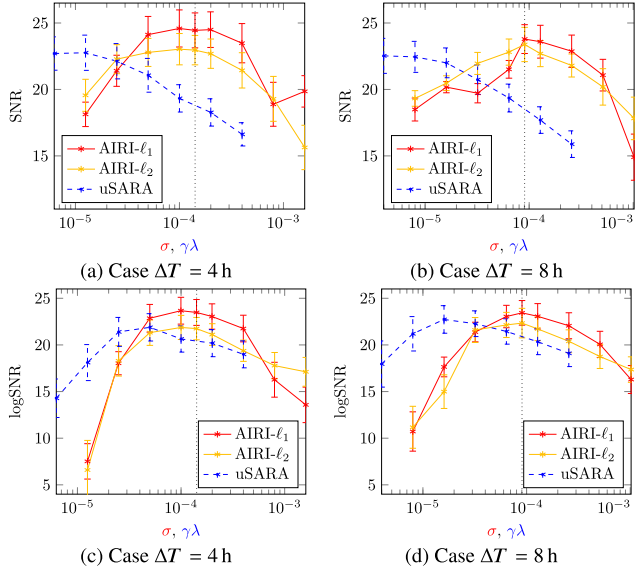 25
20
15
SNR
AIRI-ℓ₁
AIRI-ℓ₂
uSARA
10⁻⁵
10⁻⁴
10⁻³
σ, γλ
(a) Case ΔT = 4 h
25
20
15
SNR
AIRI-ℓ₁
AIRI-ℓ₂
uSARA
10⁻⁵
10⁻⁴
10⁻³
σ, γλ
(b) Case ΔT = 8 h
25
20
15
10
5
logSNR
AIRI-ℓ₁
AIRI-ℓ₂
uSARA
10⁻⁵
10⁻⁴
10⁻³
σ, γλ
(c) Case ΔT = 4 h
25
20
15
10
5
logSNR
AIRI-ℓ₁
AIRI-ℓ₂
uSARA
10⁻⁵
10⁻⁴
10⁻³
σ, γλ
(d) Case ΔT = 8 h